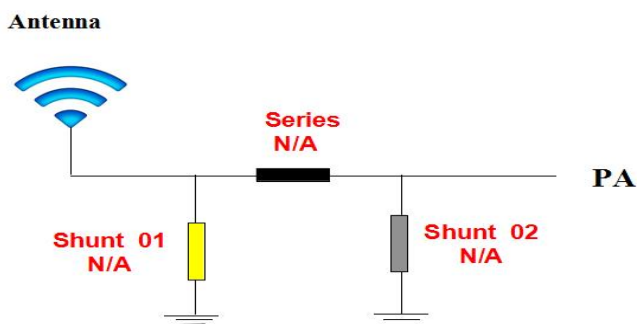 Antenna
Series
N/A
PA
Shunt 01
N/A
Shunt 02
N/A